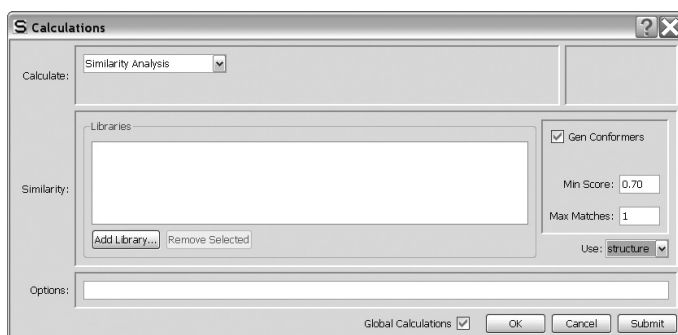 S Calculations ?
Calculate: Similarity Analysis
Libraries
Gen Conformers
Similarity:
Min Score: 0.70
Max Matches: 1
Add Library... Remove Selected
Use: structure
Options:
Global Calculations OK Cancel Submit